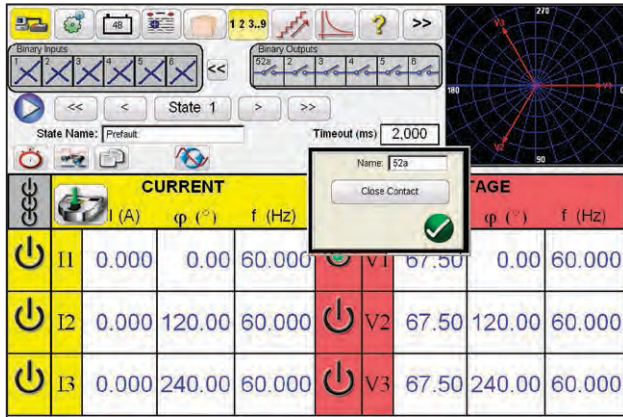 48
1 2 3..9
?
>>
Binary Inputs
1 2 3 4 5 6
<<
Binary Outputs
52a 2 3 4 5 6
<< < State 1 > >>
State Name: Prefault
Timeout (ms) 2,000
270
V3
180
V1
0
V2
90
Name: 52a
Close Contact
CURRENT
TAGE
I (A) φ (°) f (Hz)
φ (°) f (Hz)
I1 0.000 0.00 60.000 V1 67.50 0.00 60.000
I2 0.000 120.00 60.000 V2 67.50 120.00 60.000
I3 0.000 240.00 60.000 V3 67.50 240.00 60.000